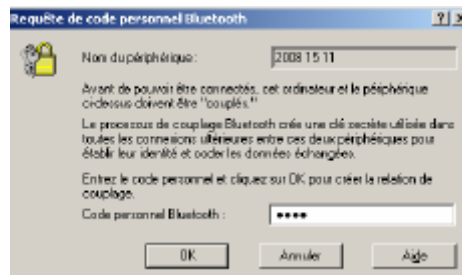 Requête de code personnel Bluetooth
Nom du périphérique :
2008 15 11
Avant de pouvoir être connectés, cet ordinateur et le périphérique
ci-dessus doivent être "couplés."
Le processus de couplage Bluetooth crée une clé secrète utilisée dans
toutes les connexions ultérieures entre ces deux périphériques pour
établir leur identité et coder les données échangées.
Entrez le code personnel et cliquez sur OK pour créer la relation de
couplage.
Code personnel Bluetooth :
OK
Annuler
Aide